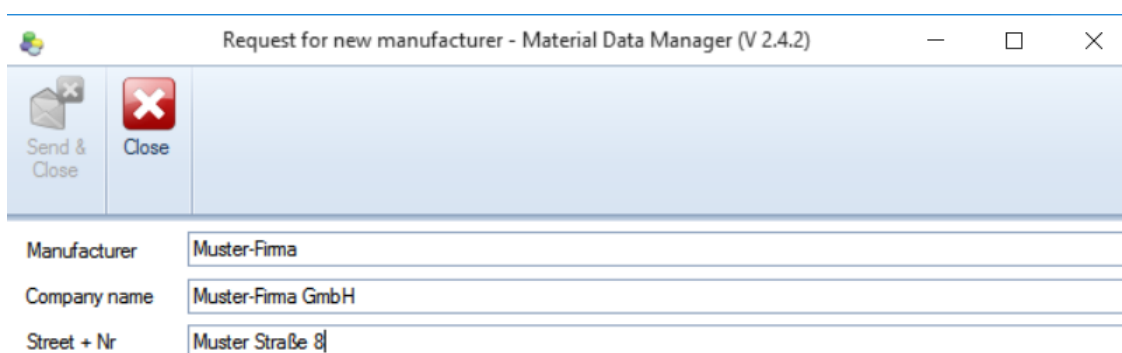 Request for new manufacturer - Material Data Manager (V 2.4.2)
Send &
Close
Close
Manufacturer Muster-Firma
Company name Muster-Firma GmbH
Street + Nr Muster Straße 8